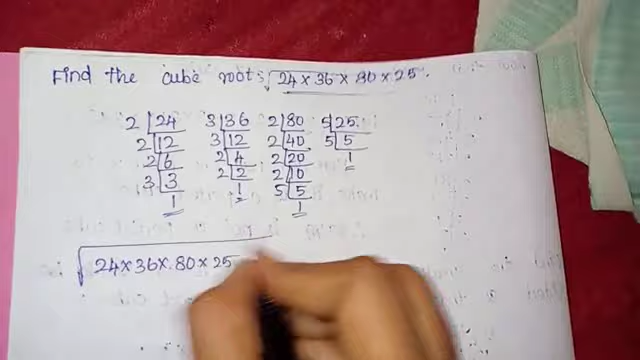 Find the cube root: √24×36×80×25.
2 24 3 36 2 80 5 25
2 12 3 12 2 40 5 5
2 6 2 4 2 20 1
3 3 2 2 2 10
1 1 5 5
1
√24×36×80×25